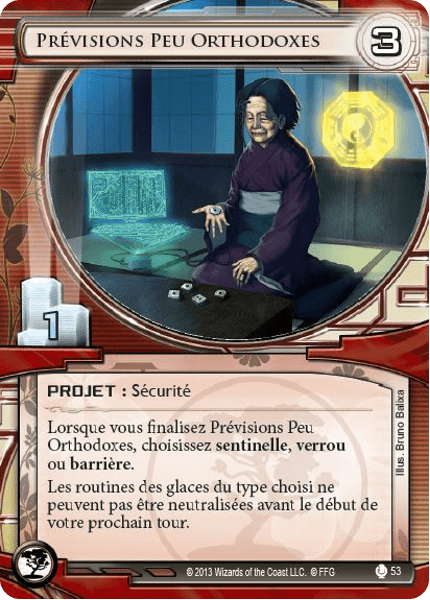 Prévisions Peu Orthodoxes
3
1
PROJET : Sécurité
Lorsque vous finalisez Prévisions Peu
Orthodoxes, choisissez sentinelle, verrou
ou barrière.
Les routines des glaces du type choisi ne
peuvent pas être neutralisées avant le début de
votre prochain tour.
Illus. Bruno Balixa
© 2013 Wizards of the Coast LLC. © FFG
53